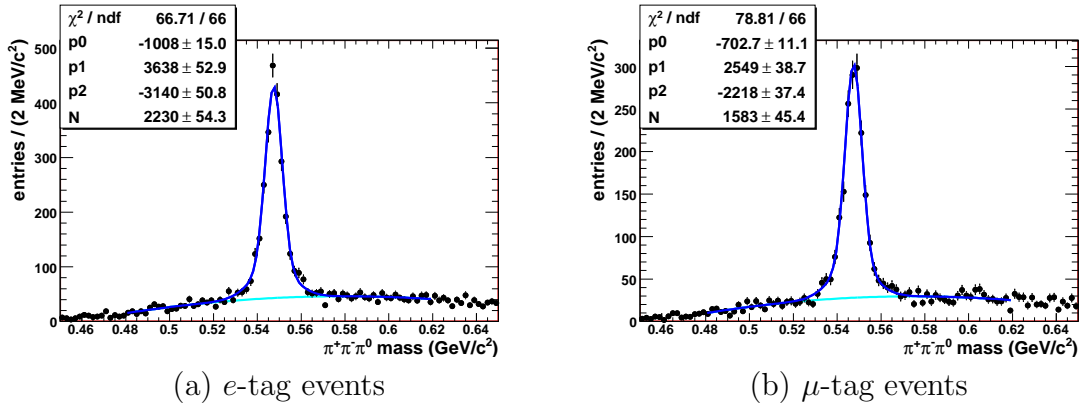 χ² / ndf 66.71 / 66
p0 -1008 ± 15.0
p1 3638 ± 52.9
p2 -3140 ± 50.8
N 2230 ± 54.3
entries / (2 MeV/c²)
500
400
300
200
100
0
0.46 0.48 0.5 0.52 0.54 0.56 0.58 0.6 0.62 0.64
π⁺π⁻π⁰ mass (GeV/c²)
(a) e-tag events
χ² / ndf 78.81 / 66
p0 -702.7 ± 11.1
p1 2549 ± 38.7
p2 -2218 ± 37.4
N 1583 ± 45.4
entries / (2 MeV/c²)
300
250
200
150
100
50
0
0.46 0.48 0.5 0.52 0.54 0.56 0.58 0.6 0.62 0.64
π⁺π⁻π⁰ mass (GeV/c²)
(b) μ-tag events